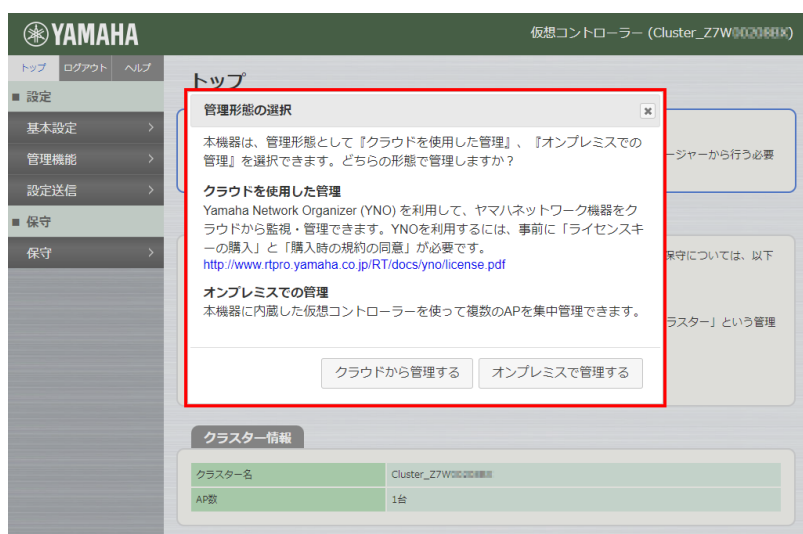 YAMAHA
仮想コントローラー (Cluster_Z7W
トップ ログアウト ヘルプ
設定
基本設定
管理機能
設定送信
保守
保守
トップ
管理形態の選択
本機器は、管理形態として『クラウドを使用した管理』、『オンプレミスでの
管理』を選択できます。どちらの形態で管理しますか？
クラウドを使用した管理
Yamaha Network Organizer (YNO) を利用して、ヤマハネットワーク機器をク
ラウドから監視・管理できます。YNOを利用するには、事前に「ライセンスキ
ーの購入」と「購入時の規約の同意」が必要です。
http://www.rtpro.yamaha.co.jp/RT/docs/yno/license.pdf
オンプレミスでの管理
本機器に内蔵した仮想コントローラーを使って複数のAPを集中管理できます。
クラウドから管理する オンプレミスで管理する
ージャーから行う必要
保守については、以下
ラスター」という管理
クラスター情報
クラスター名 Cluster_Z7W
AP数 1台